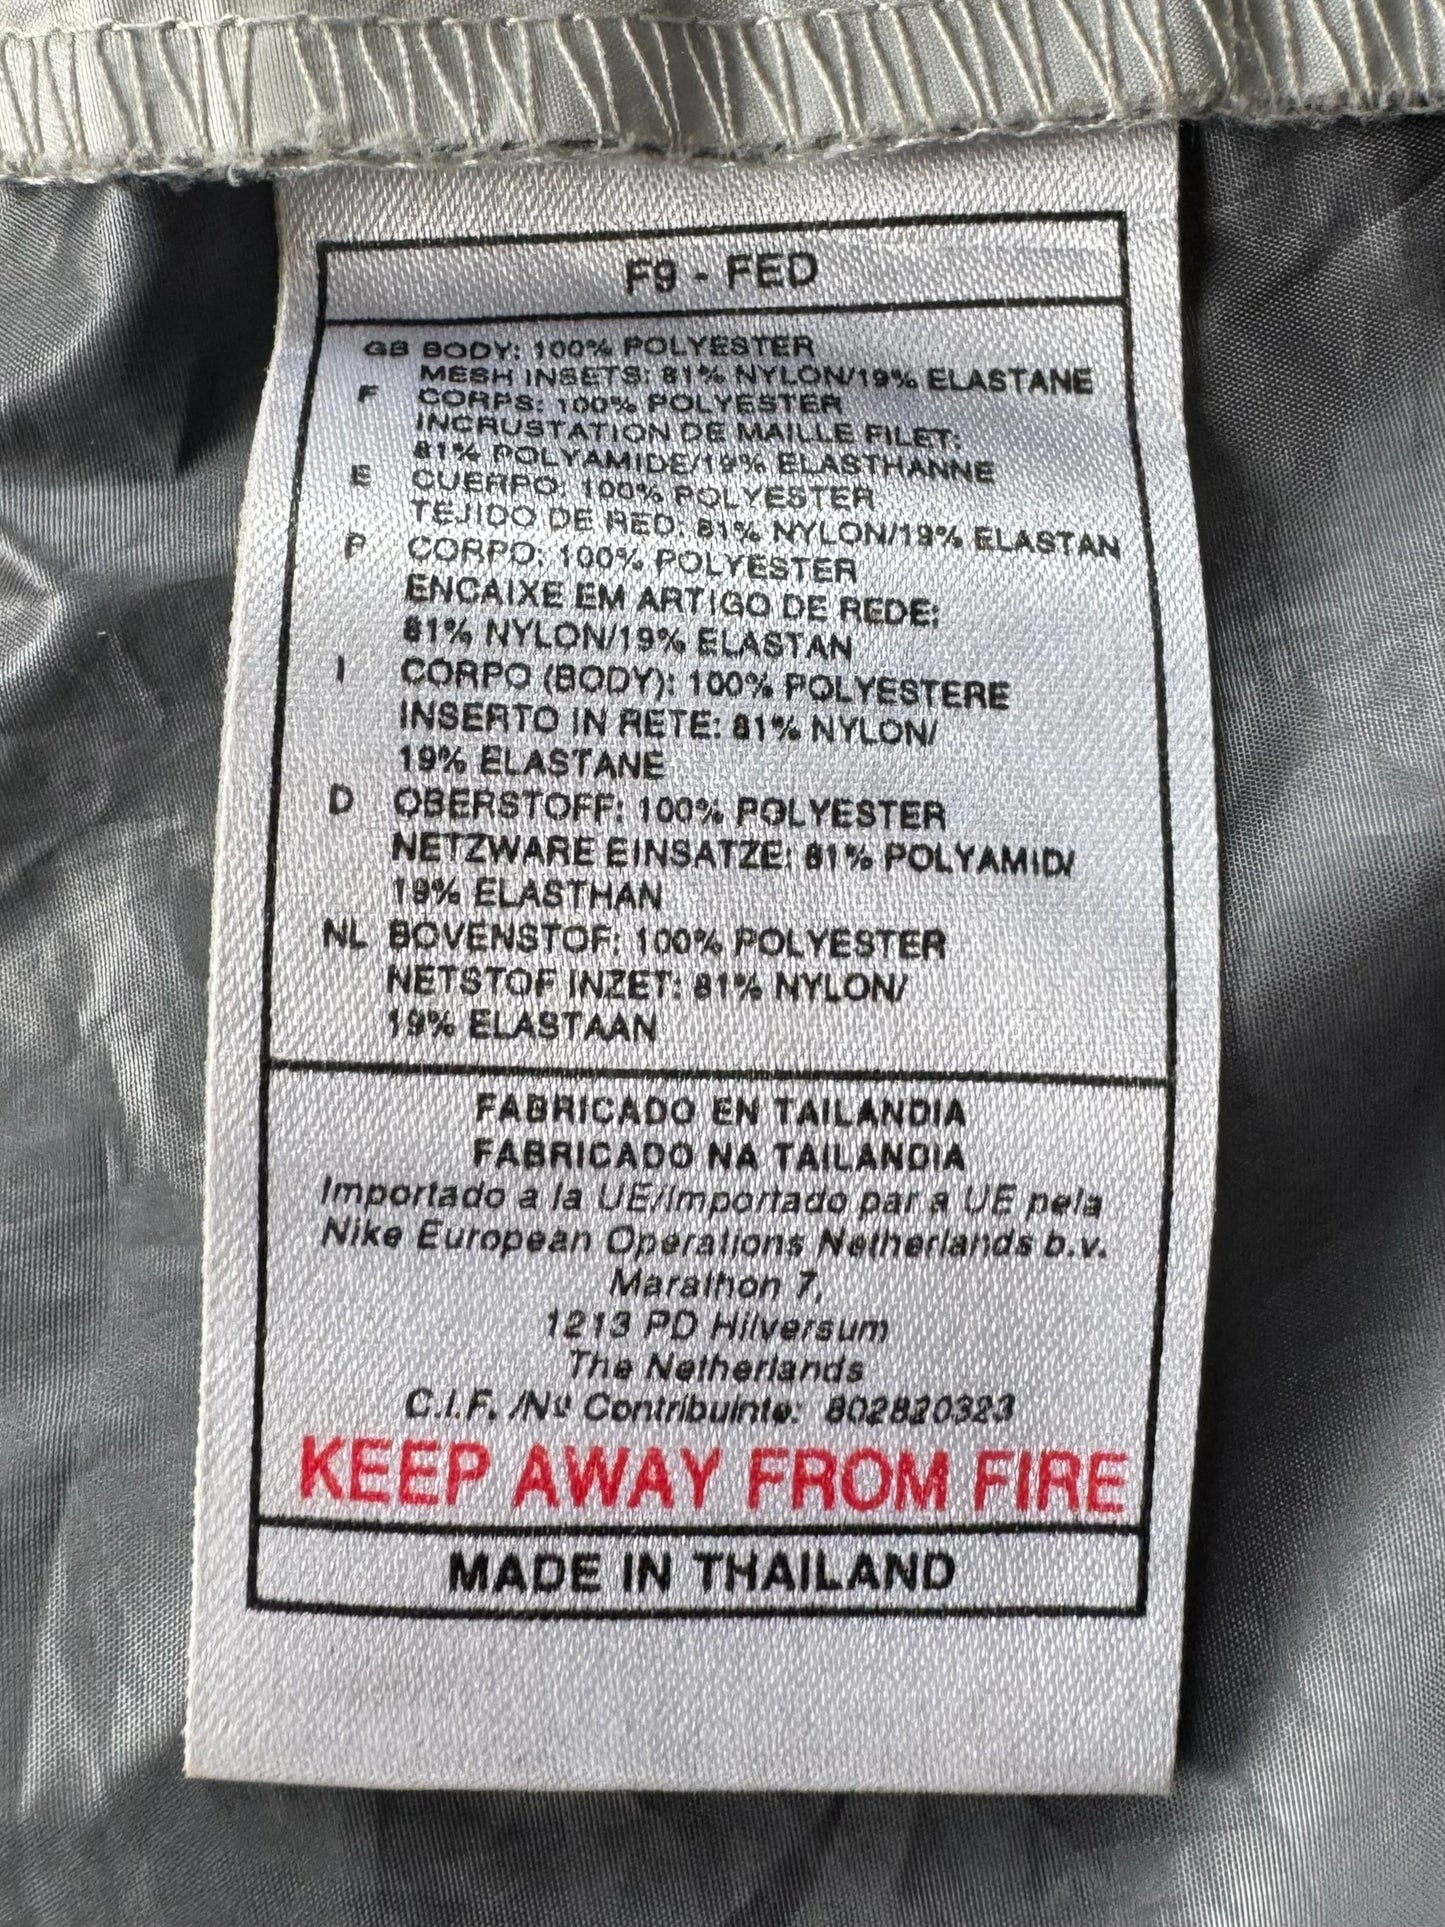 F9 - FED
GB BODY: 100% POLYESTER
MESH INSETS: 81% NYLON/19% ELASTANE
F CORPS: 100% POLYESTER
INCRUSTATION DE MAILLE FILET:
81% POLYAMIDE/19% ELASTHANNE
E CUERPO: 100% POLYESTER
TEJIDO DE RED: 81% NYLON/19% ELASTAN
P CORPO: 100% POLYESTER
ENCAIXE EM ARTIGO DE REDE:
81% NYLON/19% ELASTAN
I CORPO (BODY): 100% POLYESTERE
INSERTO IN RETE: 81% NYLON/
19% ELASTANE
D OBERSTOFF: 100% POLYESTER
NETZWARE EINSATZE: 81% POLYAMID/
19% ELASTHAN
NL BOVENSTOF: 100% POLYESTER
NETSTOF INZET: 81% NYLON/
19% ELASTAAN
FABRICADO EN TAILANDIA
FABRICADO NA TAILANDIA
Importado a la UE/Importado par a UE pela
Nike European Operations Netherlands b.v.
Marathon 7,
1213 PD Hilversum
The Netherlands
C.I.F. /Nº Contribuinte: 802820323
KEEP AWAY FROM FIRE
MADE IN THAILAND